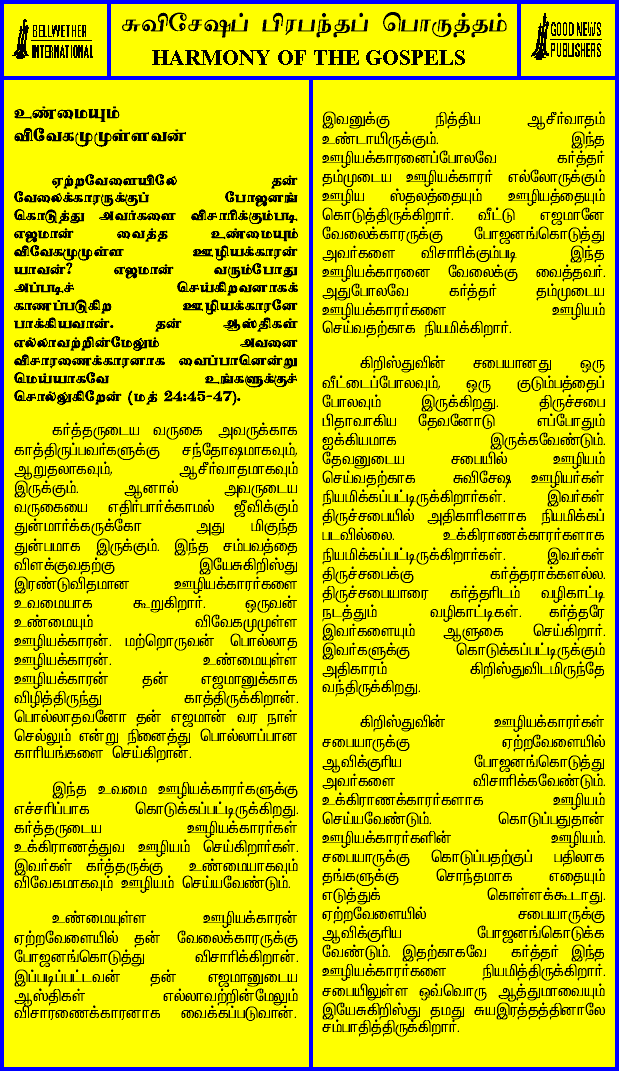 BELLWETHER
INTERNATIONAL
சுவிசேஷப் பிரபந்தப் பொருத்தம்
HARMONY OF THE GOSPELS
GOOD NEWS
PUBLISHERS
உண்மையும்
விவேகமுமுள்ளவன்
ஏற்றவேளையிலே தன்
வேலைக்காரருக்குப் போஜனங்
கொடுத்து அவர்களை விசாரிக்கும்படி
எஜமான் வைத்த உண்மையும்
விவேகமுமுள்ள ஊழியக்காரன்
யாவன்? எஜமான் வரும்போது
அப்படிச் செய்கிறவனாகக்
காணப்படுகிற ஊழியக்காரனே
பாக்கியவான். தன் ஆஸ்திகள்
எல்லாவற்றின்மேலும் அவனை
விசாரணைக்காரனாக வைப்பானென்று
மெய்யாகவே உங்களுக்குச்
சொல்லுகிறேன் (மத் 24:45-47).
கர்த்தருடைய வருகை அவருக்காக
காத்திருப்பவர்களுக்கு சந்தோஷமாகவும்,
ஆறுதலாகவும், ஆசீர்வாதமாகவும்
இருக்கும். ஆனால் அவருடைய
வருகையை எதிர்பார்க்காமல் ஜீவிக்கும்
துன்மார்க்கருக்கோ அது மிகுந்த
துன்பமாக இருக்கும். இந்த சம்பவத்தை
விளக்குவதற்கு இயேசுகிறிஸ்து
இரண்டுவிதமான ஊழியக்காரர்களை
உவமையாக கூறுகிறார். ஒருவன்
உண்மையும் விவேகமுமுள்ள
ஊழியக்காரன். மற்றொருவன் பொல்லாத
ஊழியக்காரன். உண்மையுள்ள
ஊழியக்காரன் தன் எஜமானுக்காக
விழித்திருந்து காத்திருக்கிறான்.
பொல்லாதவனோ தன் எஜமான் வர நாள்
செல்லும் என்று நினைத்து பொல்லாப்பான
காரியங்களை செய்கிறான்.
இந்த உவமை ஊழியக்காரர்களுக்கு
எச்சரிப்பாக கொடுக்கப்பட்டிருக்கிறது.
கர்த்தருடைய ஊழியக்காரர்கள்
உக்கிராணத்துவ ஊழியம் செய்கிறார்கள்.
இவர்கள் கர்த்தருக்கு உண்மையாகவும்
விவேகமாகவும் ஊழியம் செய்யவேண்டும்.
உண்மையுள்ள ஊழியக்காரன்
ஏற்றவேளையில் தன் வேலைக்காரருக்கு
போஜனங்கொடுத்து விசாரிக்கிறான்.
இப்படிப்பட்டவன் தன் எஜமானுடைய
ஆஸ்திகள் எல்லாவற்றின்மேலும்
விசாரணைக்காரனாக வைக்கப்படுவான்.
இவனுக்கு நித்திய ஆசீர்வாதம்
உண்டாயிருக்கும். இந்த
ஊழியக்காரனைப்போலவே கர்த்தர்
தம்முடைய ஊழியக்காரர் எல்லோருக்கும்
ஊழிய ஸ்தலத்தையும் ஊழியத்தையும்
கொடுத்திருக்கிறார். வீட்டு எஜமானே
வேலைக்காரருக்கு போஜனங்கொடுத்து
அவர்களை விசாரிக்கும்படி இந்த
ஊழியக்காரனை வேலைக்கு வைத்தவர்.
அதுபோலவே கர்த்தர் தம்முடைய
ஊழியக்காரர்களை ஊழியம்
செய்வதற்காக நியமிக்கிறார்.
கிறிஸ்துவின் சபையானது ஒரு
வீட்டைப்போலவும், ஒரு குடும்பத்தைப்
போலவும் இருக்கிறது. திருச்சபை
பிதாவாகிய தேவனோடு எப்போதும்
ஐக்கியமாக இருக்கவேண்டும்.
தேவனுடைய சபையில் ஊழியம்
செய்வதற்காக சுவிசேஷ ஊழியர்கள்
நியமிக்கப்பட்டிருக்கிறார்கள். இவர்கள்
திருச்சபையில் அதிகாரிகளாக நியமிக்கப்
படவில்லை. உக்கிராணக்காரர்களாக
நியமிக்கப்பட்டிருக்கிறார்கள். இவர்கள்
திருச்சபைக்கு கர்த்தராக்களல்ல.
திருச்சபையாரை கர்த்தரிடம் வழிகாட்டி
நடத்தும் வழிகாட்டிகள். கர்த்தரே
இவர்களையும் ஆளுகை செய்கிறார்.
இவர்களுக்கு கொடுக்கப்பட்டிருக்கும்
அதிகாரம் கிறிஸ்துவிடமிருந்தே
வந்திருக்கிறது.
கிறிஸ்துவின் ஊழியக்காரர்கள்
சபையாருக்கு ஏற்றவேளையில்
ஆவிக்குரிய போஜனங்கொடுத்து
அவர்களை விசாரிக்கவேண்டும்.
உக்கிராணக்காரர்களாக ஊழியம்
செய்யவேண்டும். கொடுப்பதுதான்
ஊழியக்காரர்களின் ஊழியம்.
சபையாருக்கு கொடுப்பதற்குப் பதிலாக
தங்களுக்கு சொந்தமாக எதையும்
எடுத்துக் கொள்ளக்கூடாது.
ஏற்றவேளையில் சபையாருக்கு
ஆவிக்குரிய போஜனங்கொடுக்க
வேண்டும். இதற்காகவே கர்த்தர் இந்த
ஊழியக்காரர்களை நியமித்திருக்கிறார்.
சபையிலுள்ள ஒவ்வொரு ஆத்துமாவையும்
இயேசுகிறிஸ்து தமது சுயஇரத்தத்தினாலே
சம்பாதித்திருக்கிறார்.